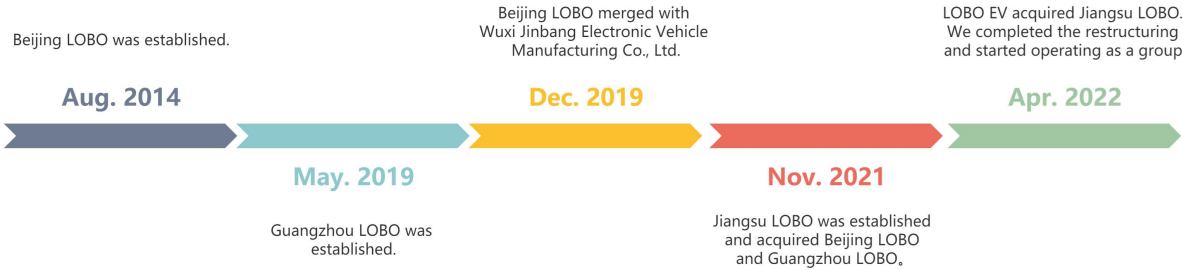 Beijing LOBO was established.
Aug. 2014
May. 2019
Guangzhou LOBO was
established.
Beijing LOBO merged with
Wuxi Jinbang Electronic Vehicle
Manufacturing Co., Ltd.
Dec. 2019
Nov. 2021
Jiangsu LOBO was established
and acquired Beijing LOBO
and Guangzhou LOBO。
LOBO EV acquired Jiangsu LOBO.
We completed the restructuring
and started operating as a group
Apr. 2022